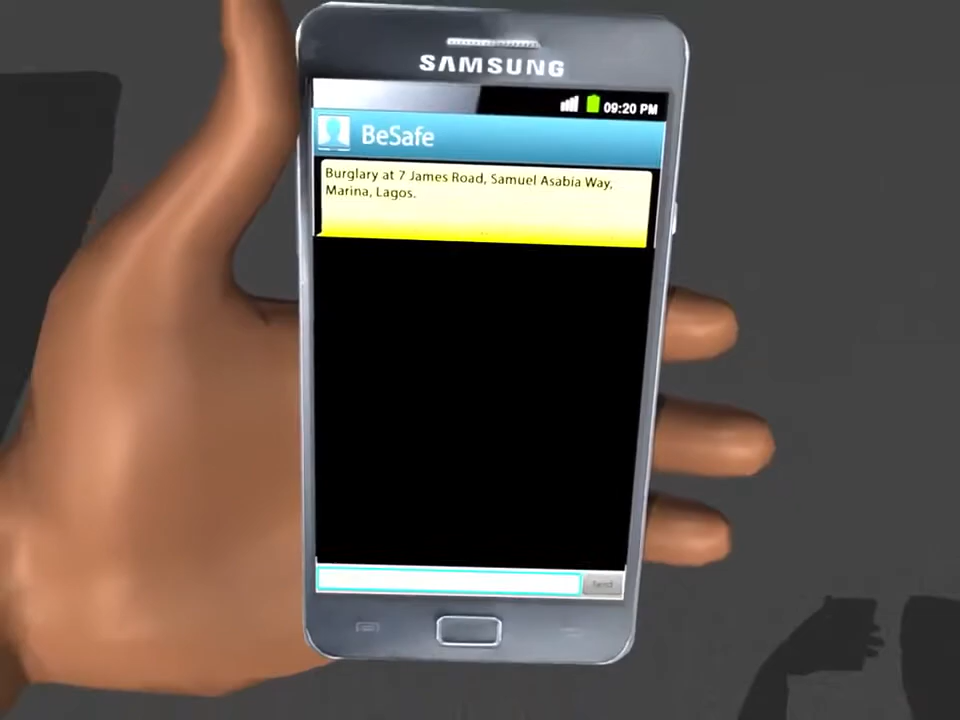 SAMSUNG
09:20 PM
BeSafe
Burglary at 7 James Road, Samuel Asabia Way,
Marina, Lagos.
Send